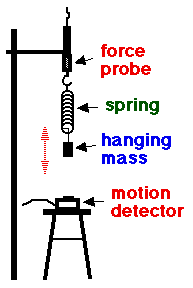 force
probe
spring
hanging
mass
motion
detector